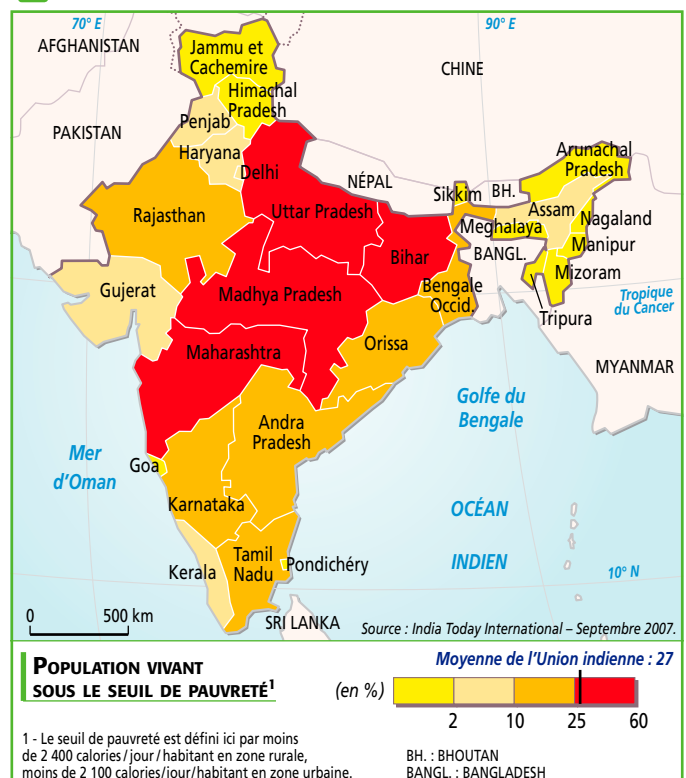 70° E
90° E
AFGHANISTAN
Jammu et
Cachemire
CHINE
Himachal
Pradesh
Penjab
PAKISTAN
Haryana
Delhi
Arunachal
Pradesh
NÉPAL
Sikkim
BH.
Rajasthan
Uttar Pradesh
Assam
Nagaland
Meghalaya
Manipur
Bihar
BANGL.
Mizoram
Gujerat
Madhya Pradesh
Bengale
Occid.
Tropique
du Cancer
Tripura
Maharashtra
Orissa
MYANMAR
Golfe du
Bengale
Andra
Pradesh
Mer
d'Oman
Goa
Karnataka
OCÉAN
INDIEN
Tamil
Nadu
Pondichéry
Kerala
10° N
0 500 km
SRI LANKA
Source : India Today International – Septembre 2007.
POPULATION VIVANT
SOUS LE SEUIL DE PAUVRETÉ¹
Moyenne de l'Union indienne : 27
(en %)
2 10 25 60
1 - Le seuil de pauvreté est défini ici par moins
de 2 400 calories / jour / habitant en zone rurale,
moins de 2 100 calories/jour/habitant en zone urbaine.
BH. : BHOUTAN
BANGL. : BANGLADESH